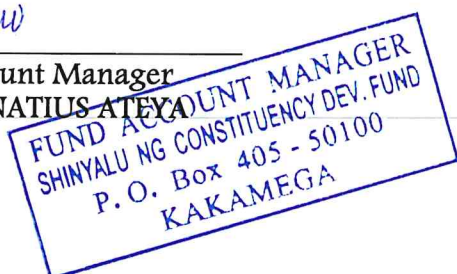 unt Manager
NATIUS ATEYA
FUND ACCOUNT MANAGER
SHINYALU NG CONSTITUENCY DEV. FUND
P. O. Box 405 - 50100
KAKAMEGA